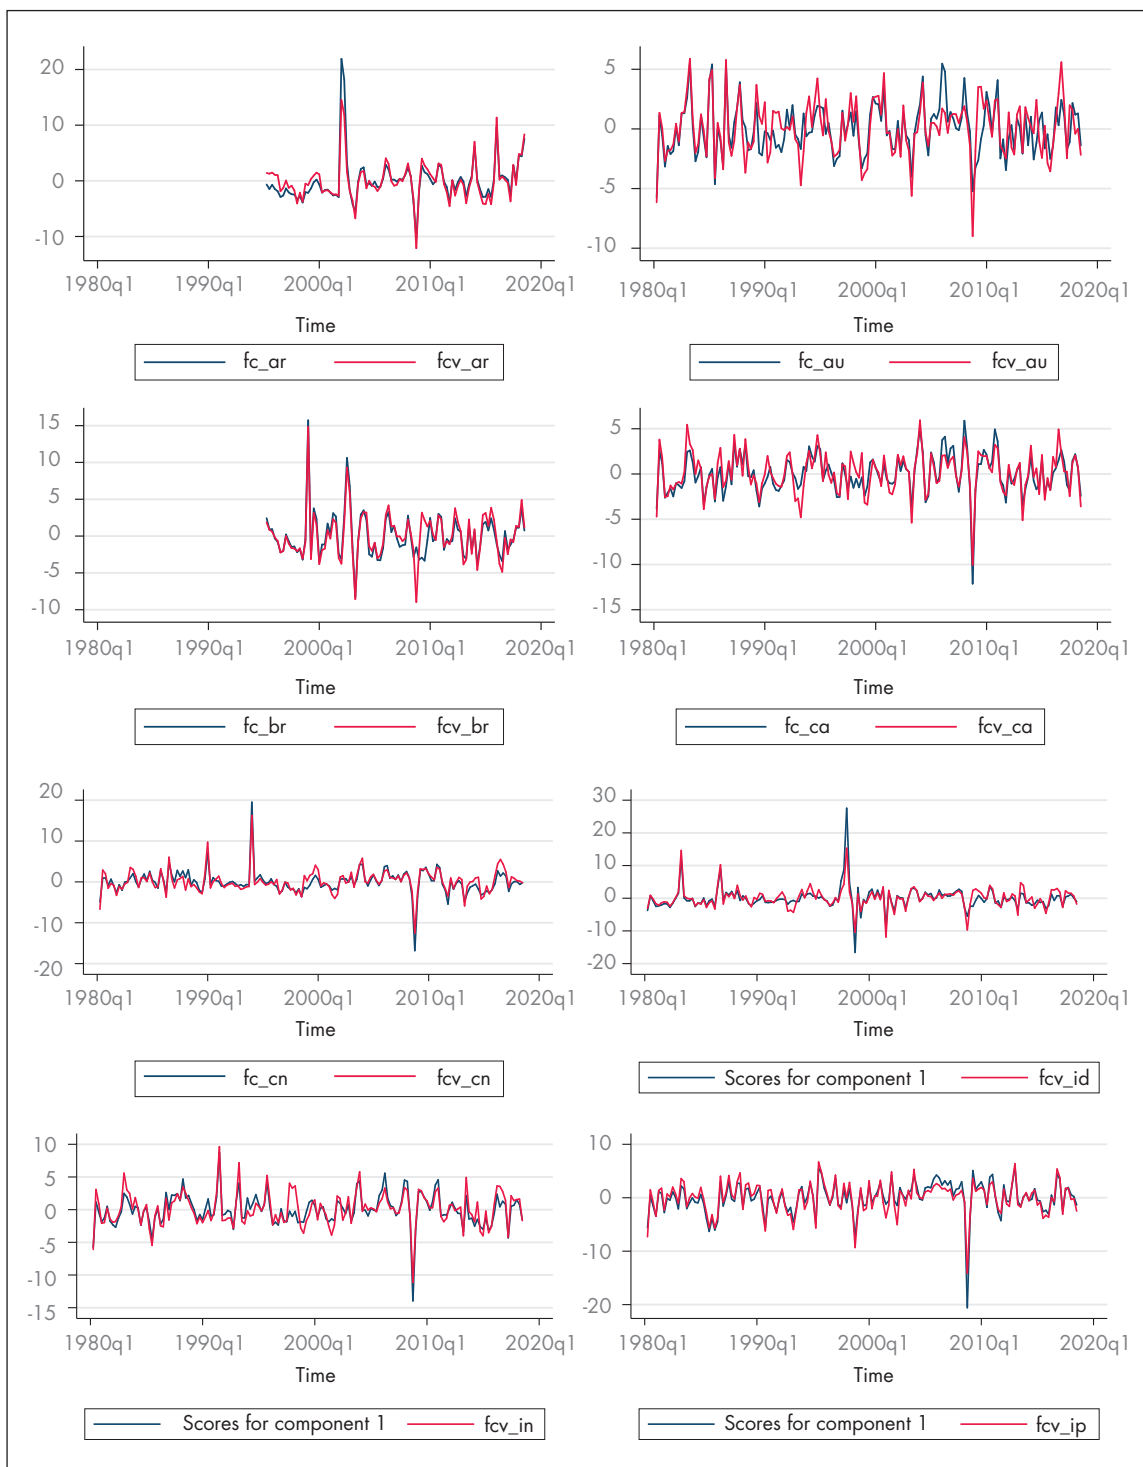 20
10
0
-10
1980q1 1990q1 2000q1 2010q1 2020q1
Time
fc_ar fcv_ar
5
0
-5
-10
1980q1 1990q1 2000q1 2010q1 2020q1
Time
fc_au fcv_au
15
10
5
0
-5
-10
1980q1 1990q1 2000q1 2010q1 2020q1
Time
fc_br fcv_br
5
0
-5
-10
-15
1980q1 1990q1 2000q1 2010q1 2020q1
Time
fc_ca fcv_ca
20
10
0
-10
-20
1980q1 1990q1 2000q1 2010q1 2020q1
Time
fc_cn fcv_cn
30
20
10
0
-10
-20
1980q1 1990q1 2000q1 2010q1 2020q1
Time
Scores for component 1 fcv_id
10
5
0
-5
-10
-15
1980q1 1990q1 2000q1 2010q1 2020q1
Time
Scores for component 1 fcv_in
10
0
-10
-20
1980q1 1990q1 2000q1 2010q1 2020q1
Time
Scores for component 1 fcv_ip